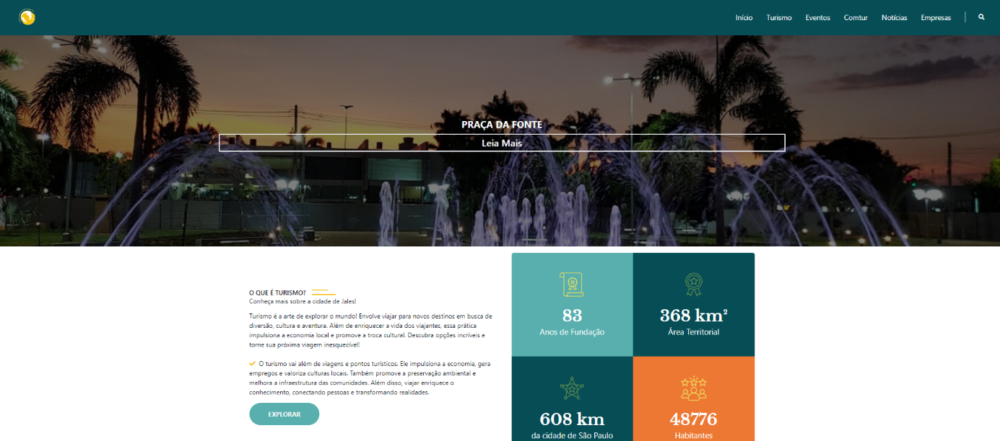 Início Turismo Eventos Comtur Notícias Empresas
PRAÇA DA FONTE
Leia Mais
O QUE É TURISMO?
Conheça mais sobre a cidade de Jales!
Turismo é a arte de explorar o mundo! Envolve viajar para novos destinos em busca de
diversão, cultura e aventura. Além de enriquecer a vida dos viajantes, essa prática
impulsiona a economia local e promove a troca cultural. Descubra opções incríveis e
torne sua próxima viagem inesquecível!
O turismo vai além de viagens e pontos turísticos. Ele impulsiona a economia, gera
empregos e valoriza culturas locais. Também promove a preservação ambiental e
melhora a infraestrutura das comunidades. Além disso, viajar enriquece o
conhecimento, conectando pessoas e transformando realidades.
EXPLORAR
83
Anos de Fundação
368 km²
Área Territorial
608 km
da cidade de São Paulo
48776
Habitantes